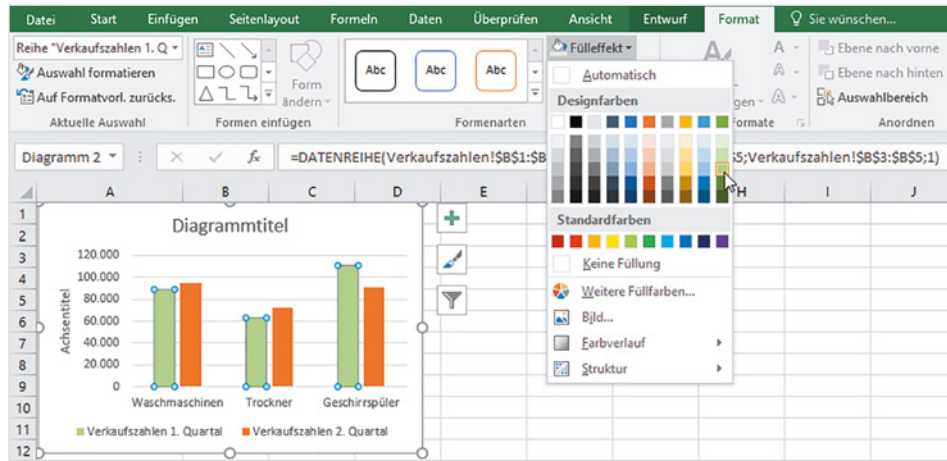 Datei Start Einfügen Seitenlayout Formeln Daten Überprüfen Ansicht Entwurf Format Sie wünschen...
Reihe "Verkaufszahlen 1. Q
Auswahl formatieren
Auf Formatvorl. zurücks.
Aktuelle Auswahl
Form
ändern
Formen einfügen
Abc Abc Abc
Formenarten
Fülleffekt
Automatisch
Designfarben
Standardfarben
Keine Füllung
Weitere Füllfarben...
Bild...
Farbverlauf
Struktur
A A
A
gen A
formate
Ebene nach vorne
Ebene nach hinten
Auswahlbereich
Anordnen
Diagramm 2 fx =DATENREIHE(Verkaufszahlen!$B$1:$B $5;Verkaufszahlen!$B$3:$B$5;1)
A B C D E H I J
1
2
3
4
5
6
7
8
9
10
11
12
Diagrammtitel
Achsentitel
120.000
100.000
80.000
60.000
40.000
20.000
0
Waschmaschinen Trockner Geschirrspüler
Verkaufszahlen 1. Quartal Verkaufszahlen 2. Quartal